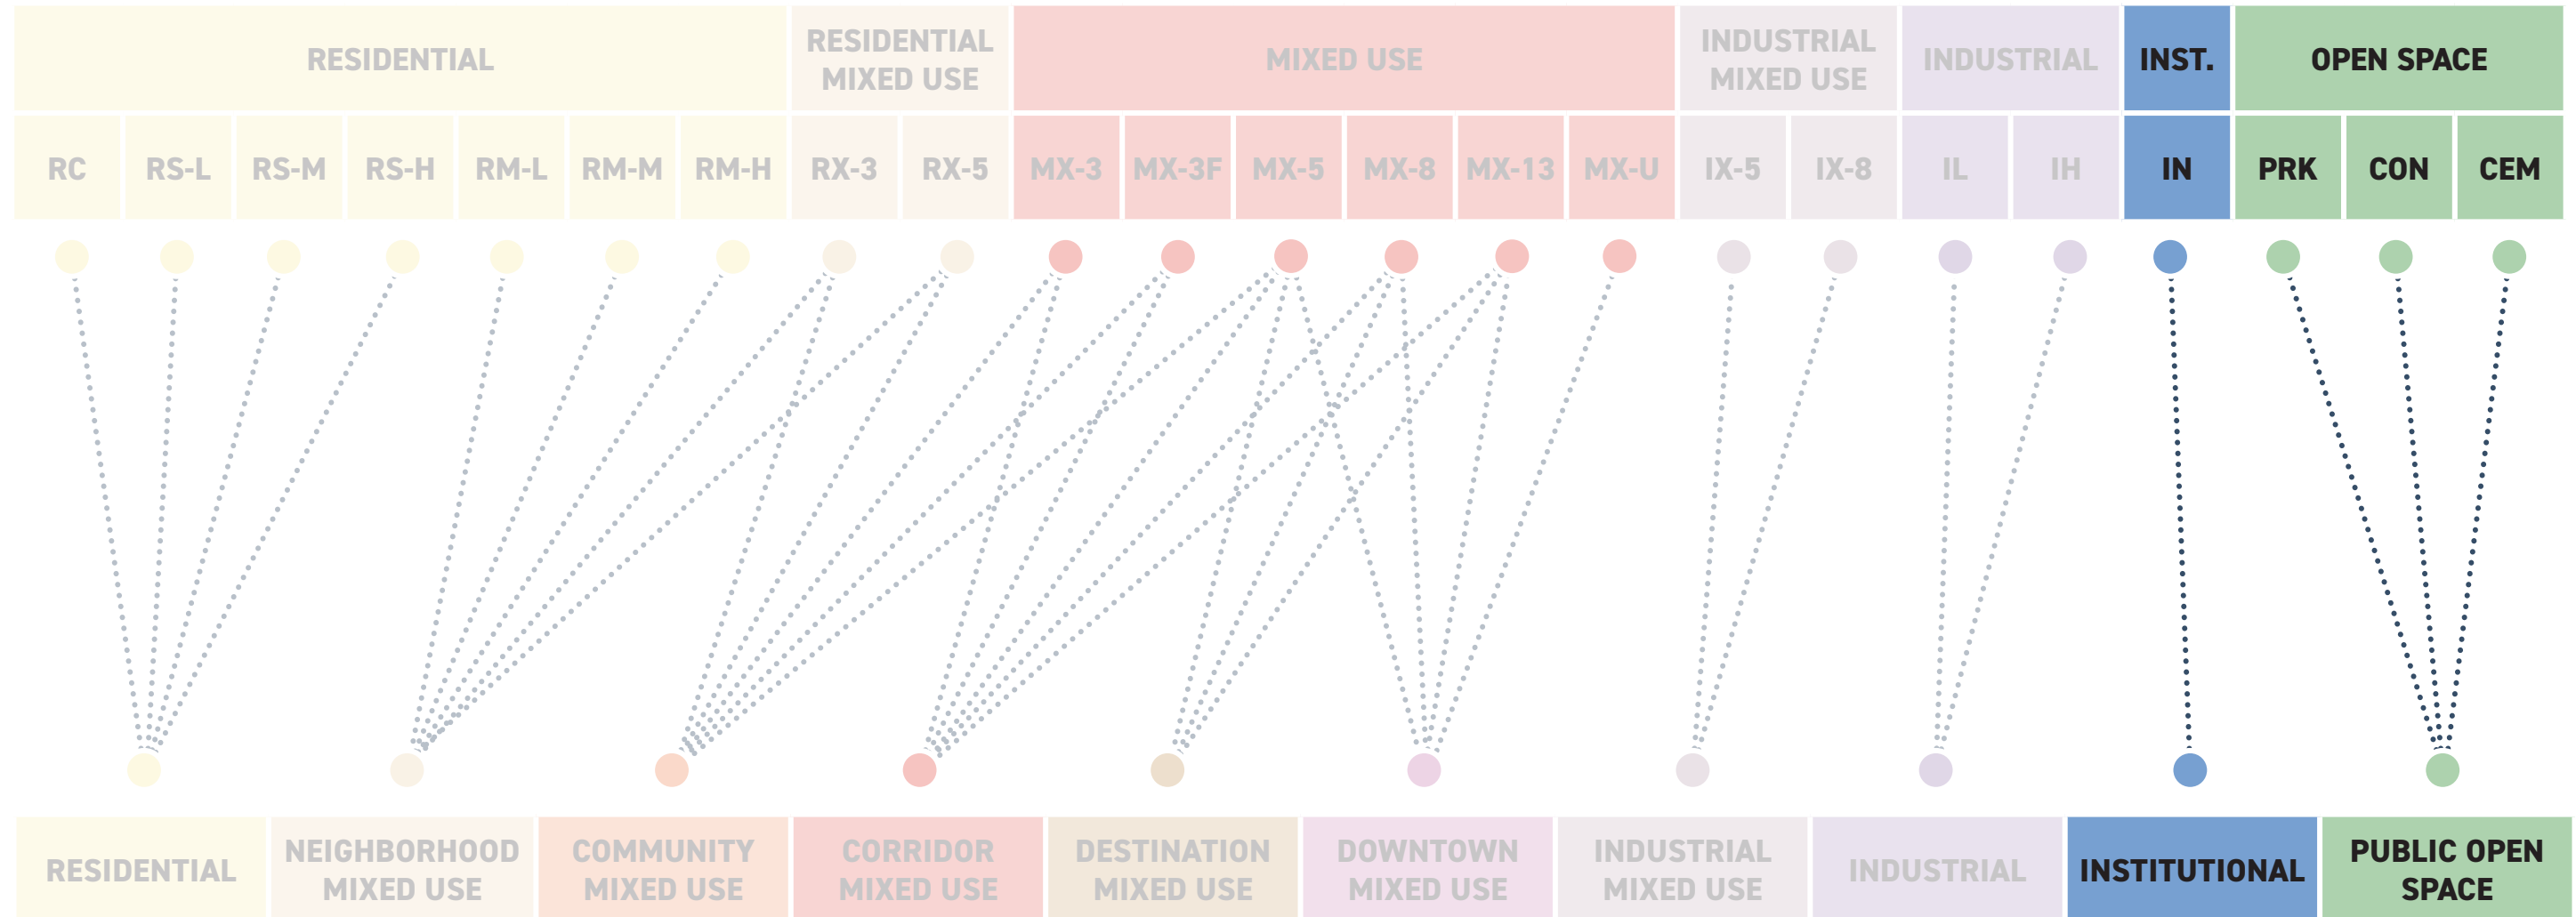 RESIDENTIAL
RESIDENTIAL
MIXED USE
MIXED USE
INDUSTRIAL
MIXED USE
INDUSTRIAL
INST.
OPEN SPACE
RC
RS-L
RS-M
RS-H
RM-L
RM-M
RM-H
RX-3
RX-5
MX-3
MX-3F
MX-5
MX-8
MX-13
MX-U
IX-5
IX-8
IL
IH
IN
PRK
CON
CEM
RESIDENTIAL
NEIGHBORHOOD
MIXED USE
COMMUNITY
MIXED USE
CORRIDOR
MIXED USE
DESTINATION
MIXED USE
DOWNTOWN
MIXED USE
INDUSTRIAL
MIXED USE
INDUSTRIAL
INSTITUTIONAL
PUBLIC OPEN
SPACE